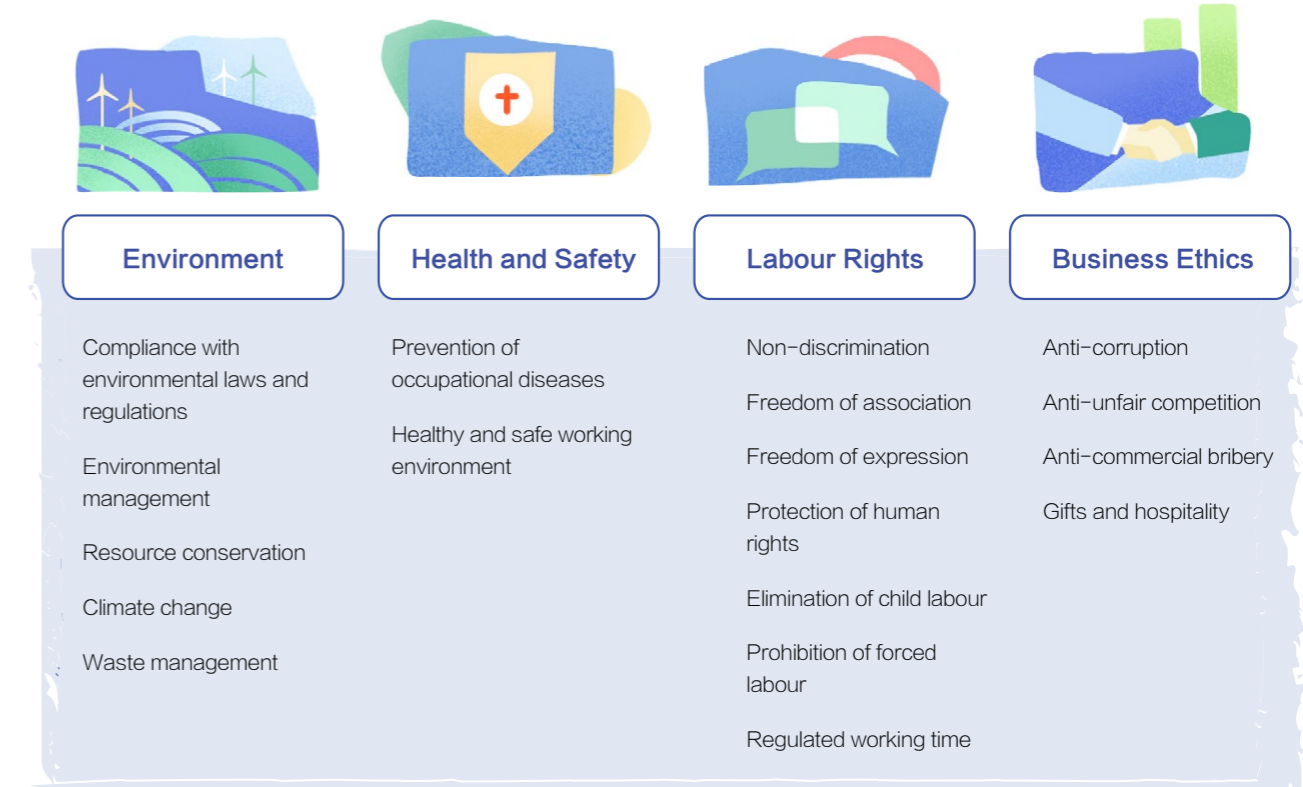 Environment
Compliance with
environmental laws and
regulations
Environmental
management
Resource conservation
Climate change
Waste management
Health and Safety
Prevention of
occupational diseases
Healthy and safe working
environment
Labour Rights
Non-discrimination
Freedom of association
Freedom of expression
Protection of human
rights
Elimination of child labour
Prohibition of forced
labour
Regulated working time
Business Ethics
Anti-corruption
Anti-unfair competition
Anti-commercial bribery
Gifts and hospitality